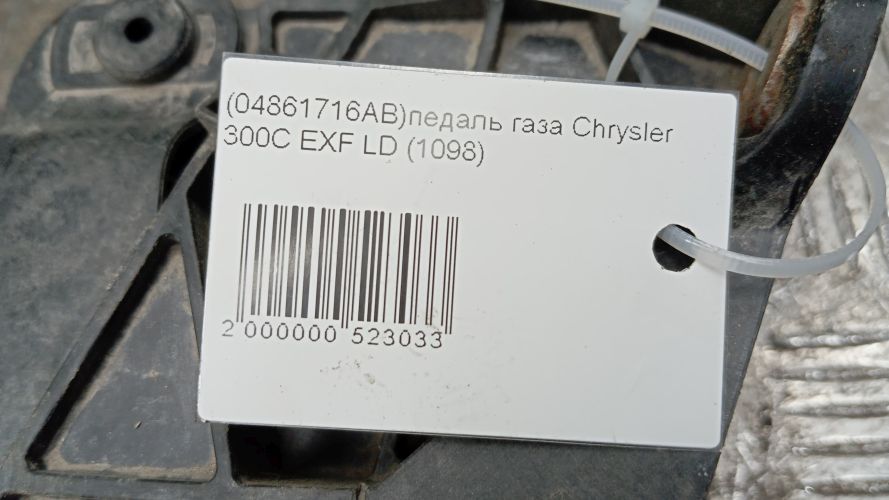 (04861716AB)педаль газа Chrysler
300C EXF LD (1098)
2 000000 523033